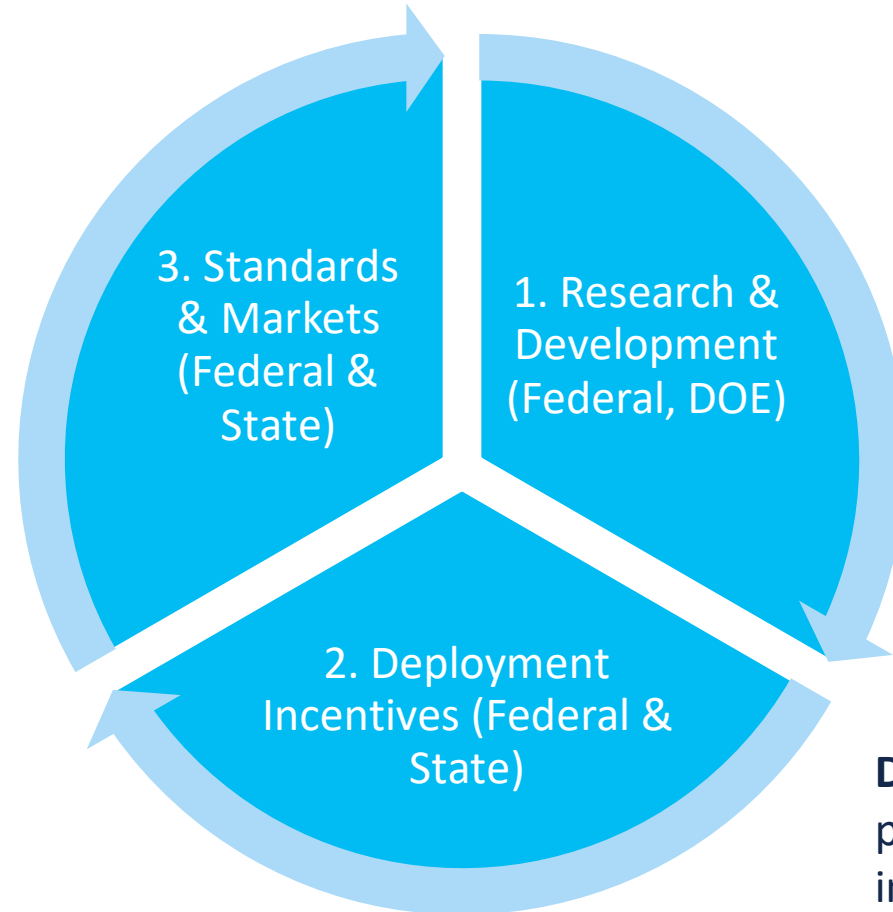 3. Standards
& Markets
(Federal &
State)
1. Research &
Development
(Federal, DOE)
2. Deployment
Incentives (Federal &
State)